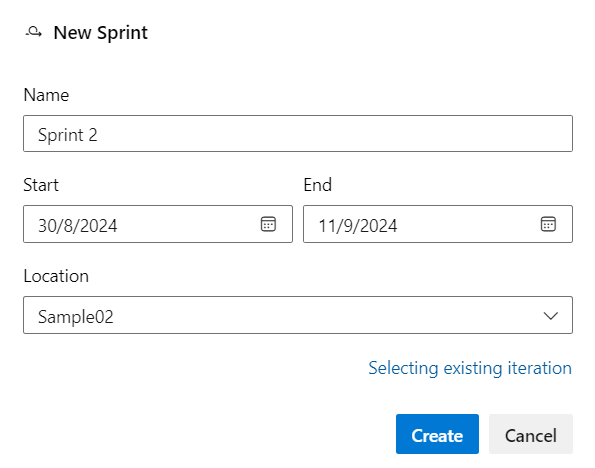 New Sprint
Name
Sprint 2
Start End
30/8/2024 11/9/2024
Location
Sample02
Selecting existing iteration
Create Cancel